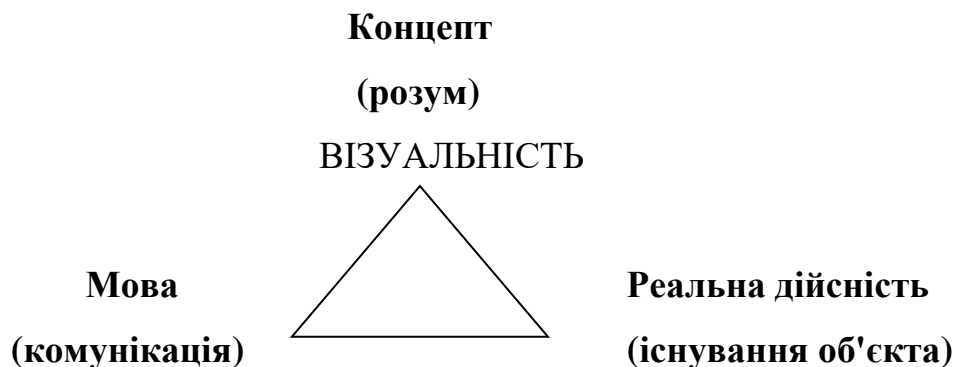 Концепт
(розум)
ВІЗУАЛЬНІСТЬ
Мова
(комунікація)
Реальна дійсність
(існування об'єкта)